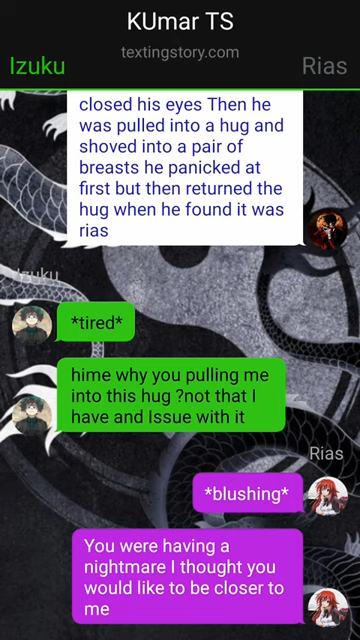 KUmar TS
textingstory.com
Izuku
Rias
closed his eyes Then he
was pulled into a hug and
shoved into a pair of
breasts he panicked at
first but then returned the
hug when he found it was
rias
Izuku
*tired*
hime why you pulling me
into this hug ?not that I
have and Issue with it
Rias
*blushing*
You were having a
nightmare I thought you
would like to be closer to
me